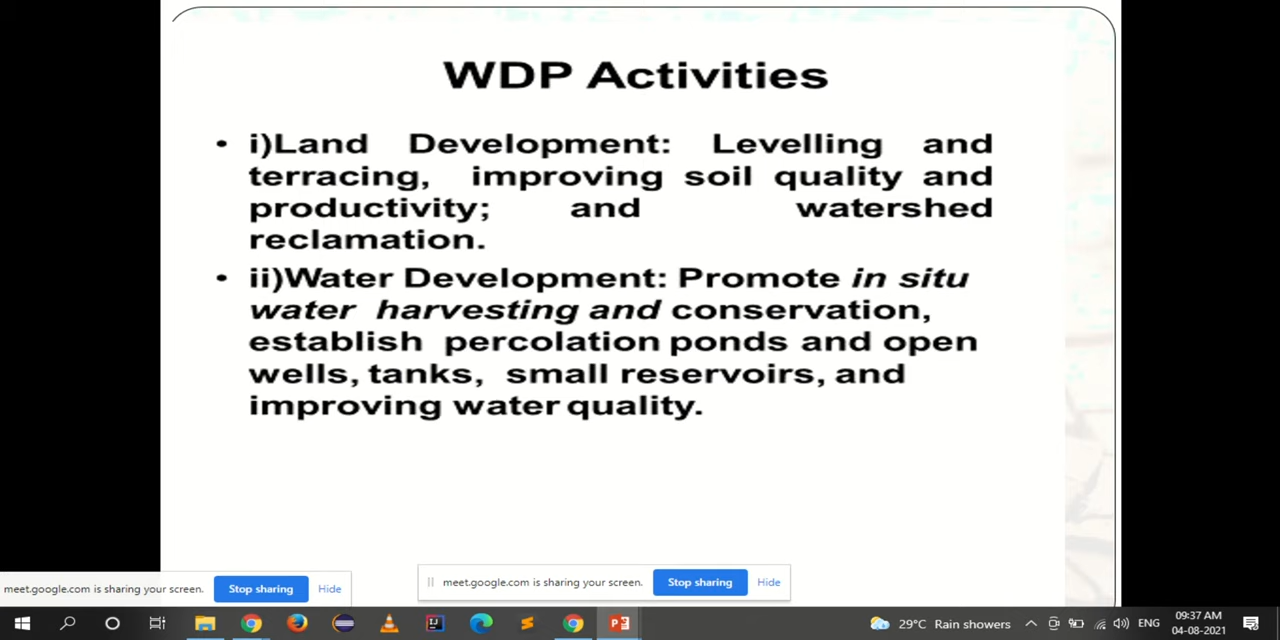 WDP Activities
• i)Land Development: Levelling and
terracing, improving soil quality and
productivity; and watershed
reclamation.
• ii)Water Development: Promote in situ
water harvesting and conservation,
establish percolation ponds and open
wells, tanks, small reservoirs, and
improving water quality.
meet.google.com is sharing your screen. Stop sharing Hide
meet.google.com is sharing your screen. Stop sharing Hide
29°C Rain showers ENG 09:37 AM
04-08-2021